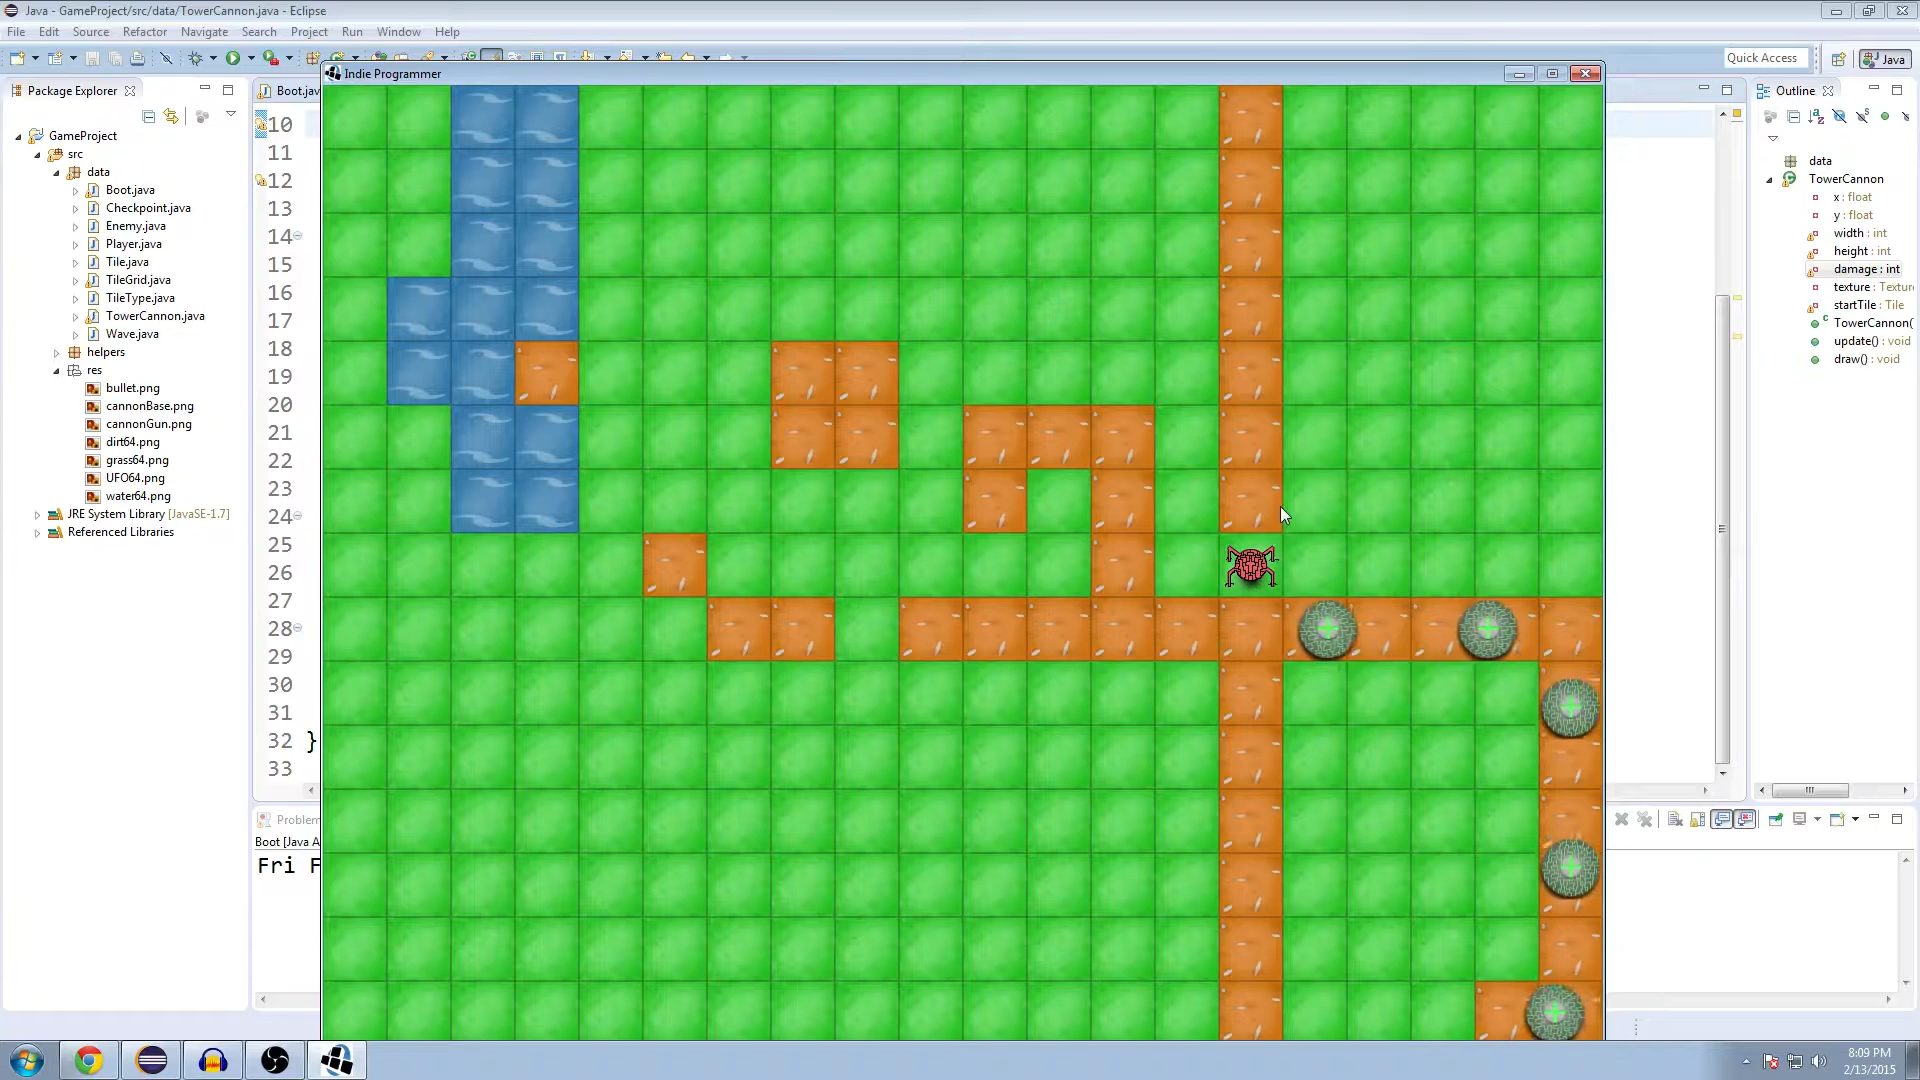 Java - GameProject/src/data/TowerCannon.java - Eclipse
File Edit Source Refactor Navigate Search Project Run Window Help
Quick Access
Java
Indie Programmer
Package Explorer
Boot.jav
Outline
GameProject
src
data
Boot.java
Checkpoint.java
Enemy.java
Player.java
Tile.java
TileGrid.java
TileType.java
TowerCannon.java
Wave.java
helpers
res
bullet.png
cannonBase.png
cannonGun.png
dirt64.png
grass64.png
UFO64.png
water64.png
JRE System Library [JavaSE-1.7]
Referenced Libraries
10
11
12
13
14
15
16
17
18
19
20
21
22
23
24
25
26
27
28
29
30
31
32 }
33
data
TowerCannon
x : float
y : float
width : int
height : int
damage : int
texture : Textur
startTile : Tile
TowerCannon(
update() : void
draw() : void
Problem
Boot [Java A
Fri F
8:09 PM
2/13/2015